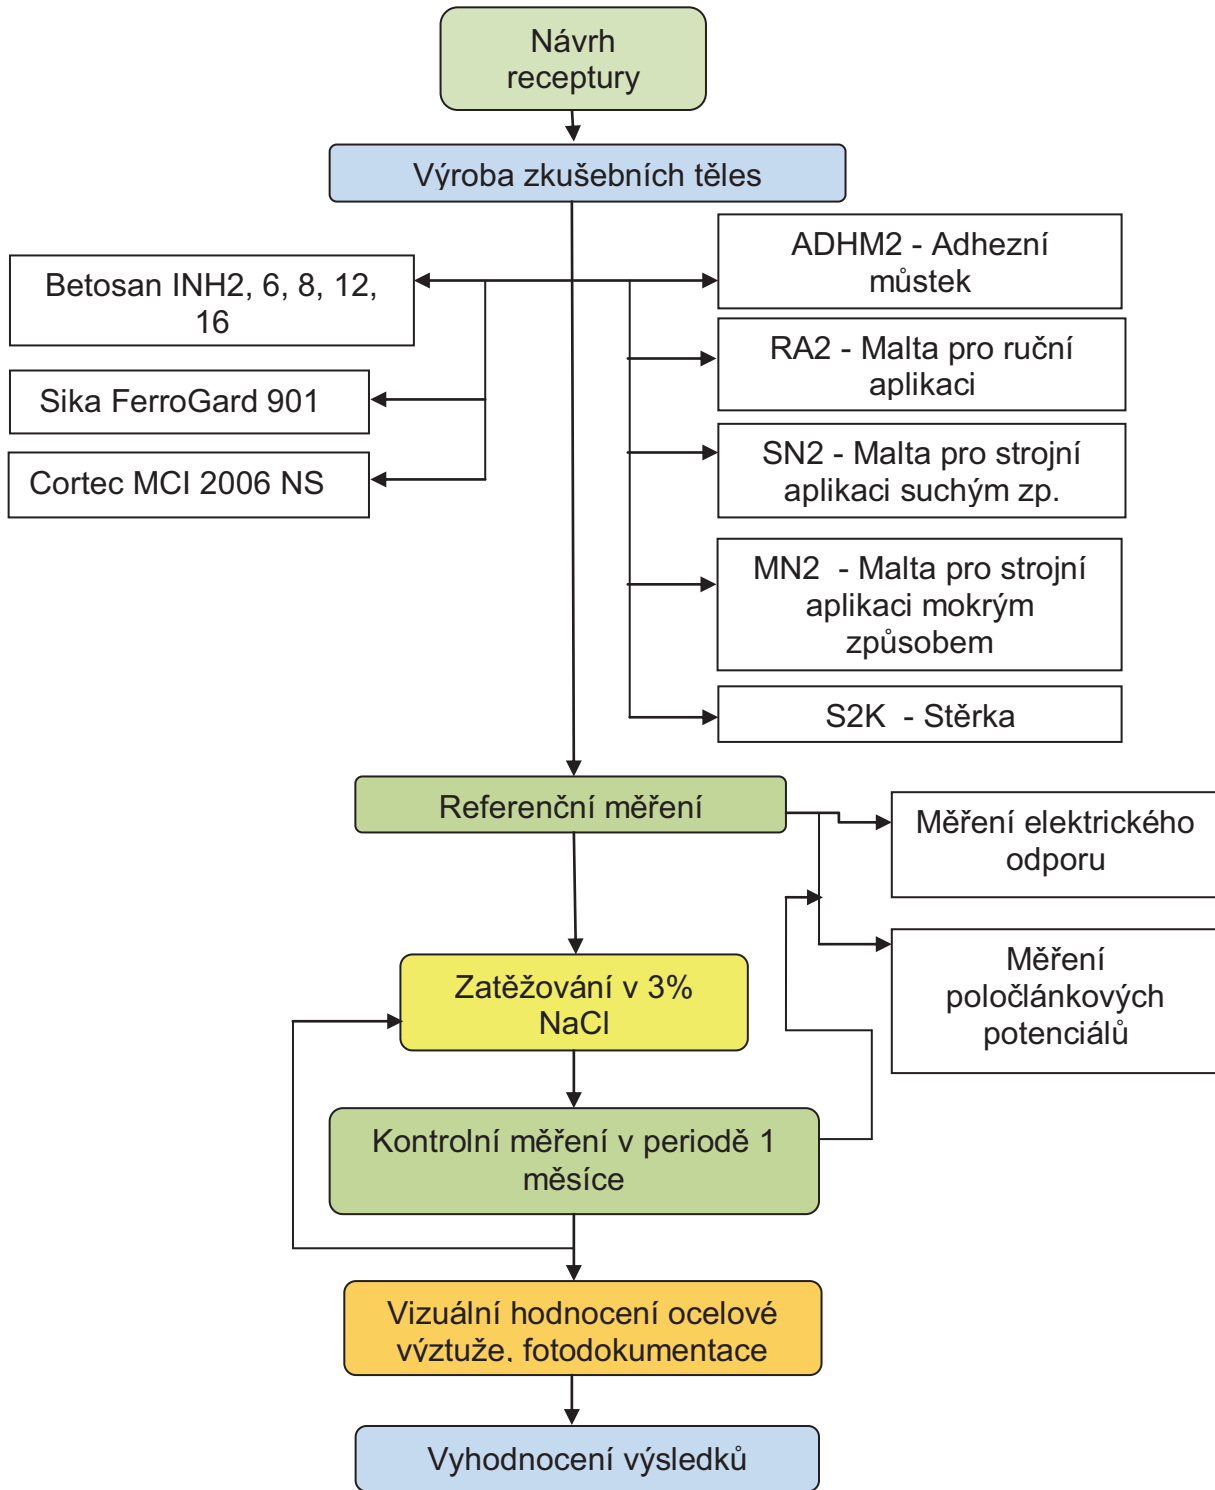 Návrh
receptury
Výroba zkušebních těles
Betosan INH2, 6, 8, 12,
16
Sika FerroGard 901
Cortec MCI 2006 NS
ADHM2 - Adhezní
můstek
RA2 - Malta pro ruční
aplikaci
SN2 - Malta pro strojní
aplikaci suchým zp.
MN2 - Malta pro strojní
aplikaci mokrým
způsobem
S2K - Stěrka
Referenční měření
Měření elektrického
odporu
Měření
poločlánkových
potenciálů
Zatěžování v 3%
NaCl
Kontrolní měření v periodě 1
měsíce
Vizuální hodnocení ocelové
výztuže, fotodokumentace
Vyhodnocení výsledků